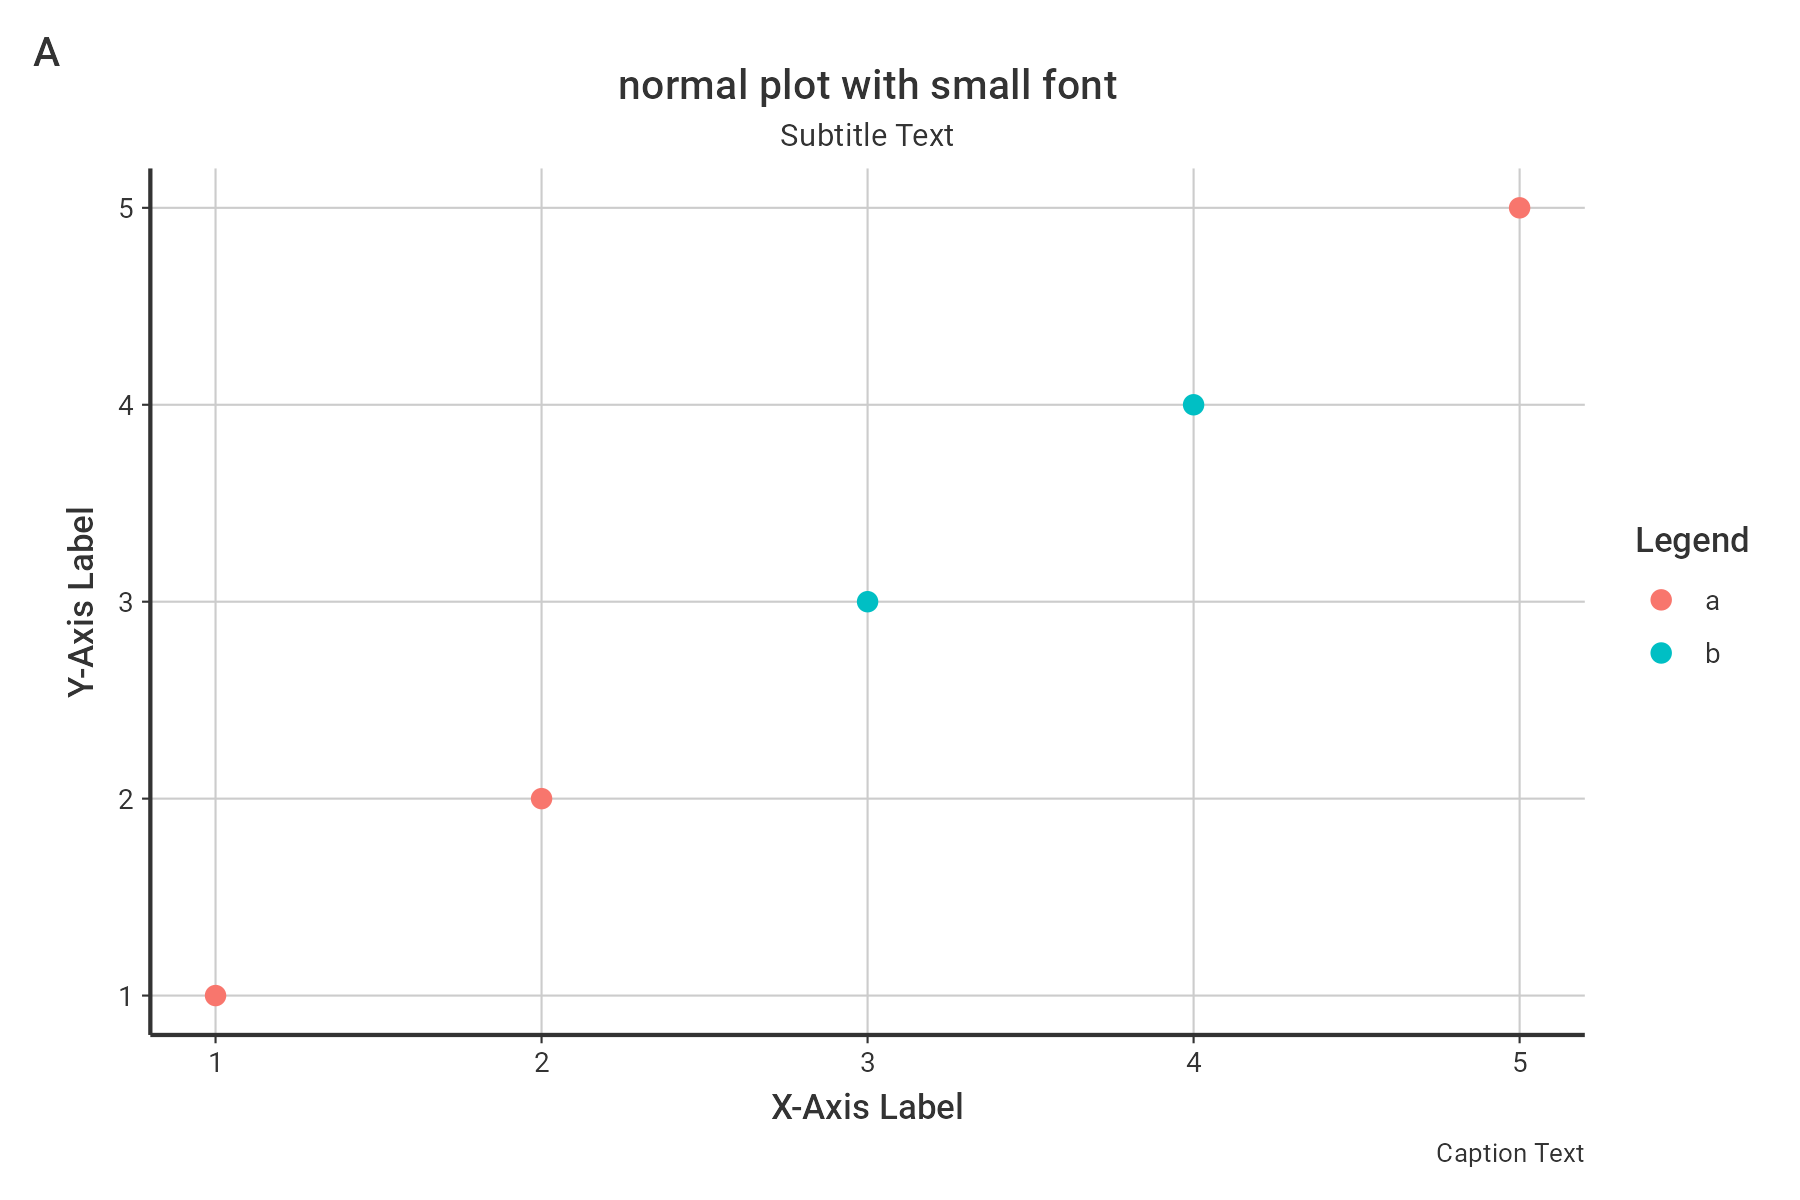 A
normal plot with small font
Subtitle Text
5
4
3
2
1
Y-Axis Label
1 2 3 4 5
X-Axis Label
Legend
a
b
Caption Text